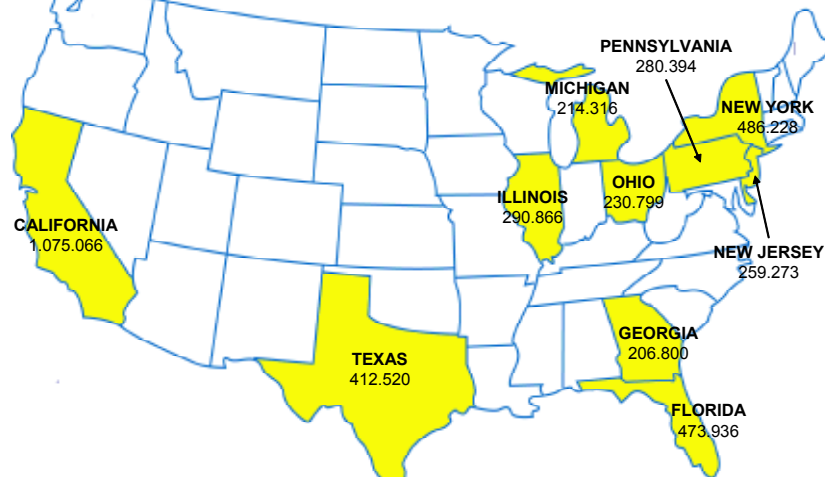 PENNSYLVANIA
280.394
MICHIGAN
214.316
NEW YORK
486.228
ILLINOIS
290.866
OHIO
230.799
CALIFORNIA
1.075.066
NEW JERSEY
259.273
GEORGIA
206.800
TEXAS
412.520
FLORIDA
473.936